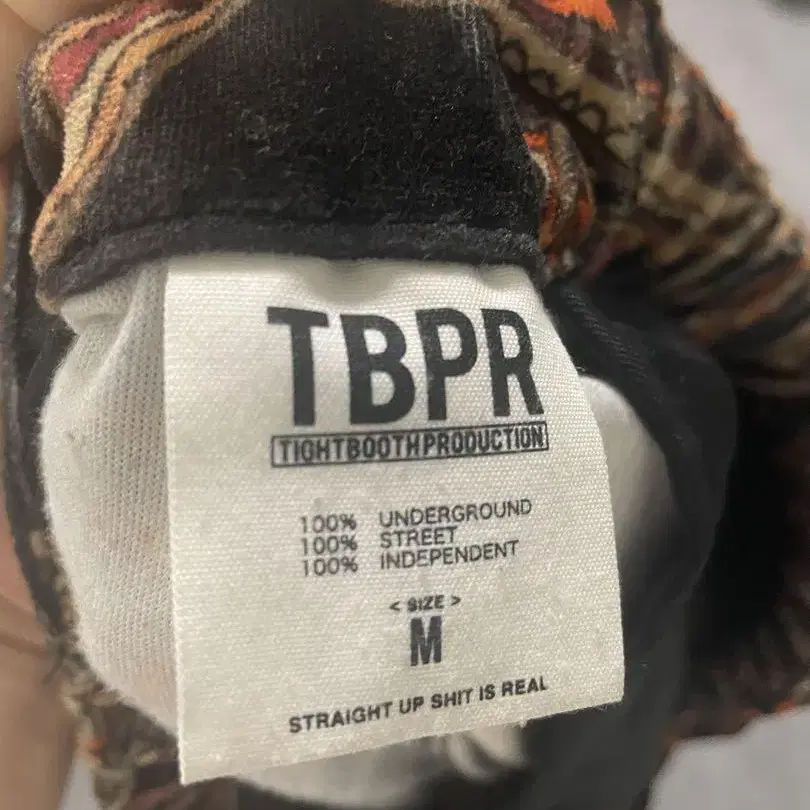 TBPR
TIGHTBOOTHPRODUCTION
100% UNDERGROUND
100% STREET
100% INDEPENDENT
< SIZE >
M
STRAIGHT UP SHIT IS REAL